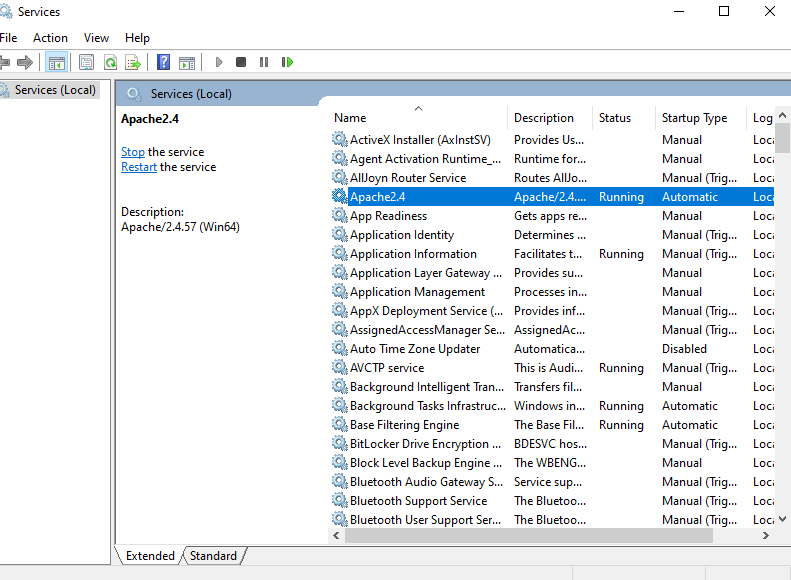 Services
File Action View Help
Services (Local)
Services (Local)
Apache2.4
Stop the service
Restart the service
Description:
Apache/2.4.57 (Win64)
Name Description Status Startup Type Log
ActiveX Installer (AxInstSV) Provides Us... Manual Loca
Agent Activation Runtime_... Runtime for... Manual Loca
AllJoyn Router Service Routes AllJo... Manual (Trig... Loca
Apache2.4 Apache/2.4.... Running Automatic Loca
App Readiness Gets apps re... Manual Loca
Application Identity Determines ... Manual (Trig... Loca
Application Information Facilitates t... Running Manual (Trig... Loca
Application Layer Gateway ... Provides su... Manual Loca
Application Management Processes in... Manual Loca
AppX Deployment Service (... Provides inf... Manual (Trig... Loca
AssignedAccessManager Se... AssignedAc... Manual (Trig... Loca
Auto Time Zone Updater Automatica... Disabled Loca
AVCTP service This is Audi... Running Manual (Trig... Loca
Background Intelligent Tran... Transfers fil... Manual Loca
Background Tasks Infrastruc... Windows in... Running Automatic Loca
Base Filtering Engine The Base Fil... Running Automatic Loca
BitLocker Drive Encryption ... BDESVC hos... Manual (Trig... Loca
Block Level Backup Engine ... The WBENG... Manual Loca
Bluetooth Audio Gateway S... Service sup... Manual (Trig... Loca
Bluetooth Support Service The Bluetoo... Manual (Trig... Loca
Bluetooth User Support Ser... The Bluetoo... Manual (Trig... Loca
Extended Standard